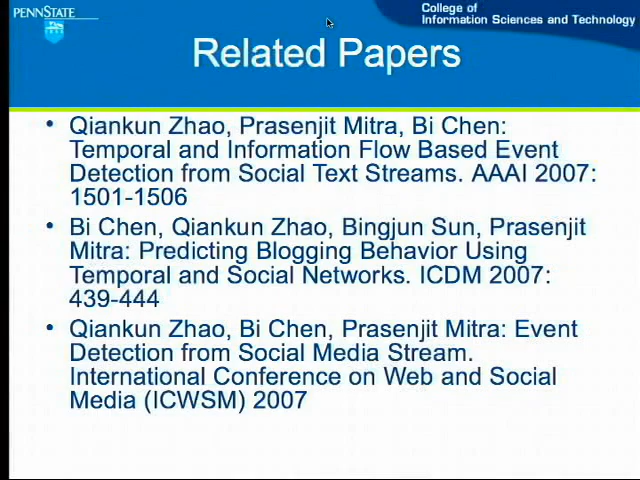 PENNSTATE
College of
Information Sciences and Technology
Related Papers
• Qiankun Zhao, Prasenjit Mitra, Bi Chen:
Temporal and Information Flow Based Event
Detection from Social Text Streams. AAAI 2007:
1501-1506
• Bi Chen, Qiankun Zhao, Bingjun Sun, Prasenjit
Mitra: Predicting Blogging Behavior Using
Temporal and Social Networks. ICDM 2007:
439-444
• Qiankun Zhao, Bi Chen, Prasenjit Mitra: Event
Detection from Social Media Stream.
International Conference on Web and Social
Media (ICWSM) 2007